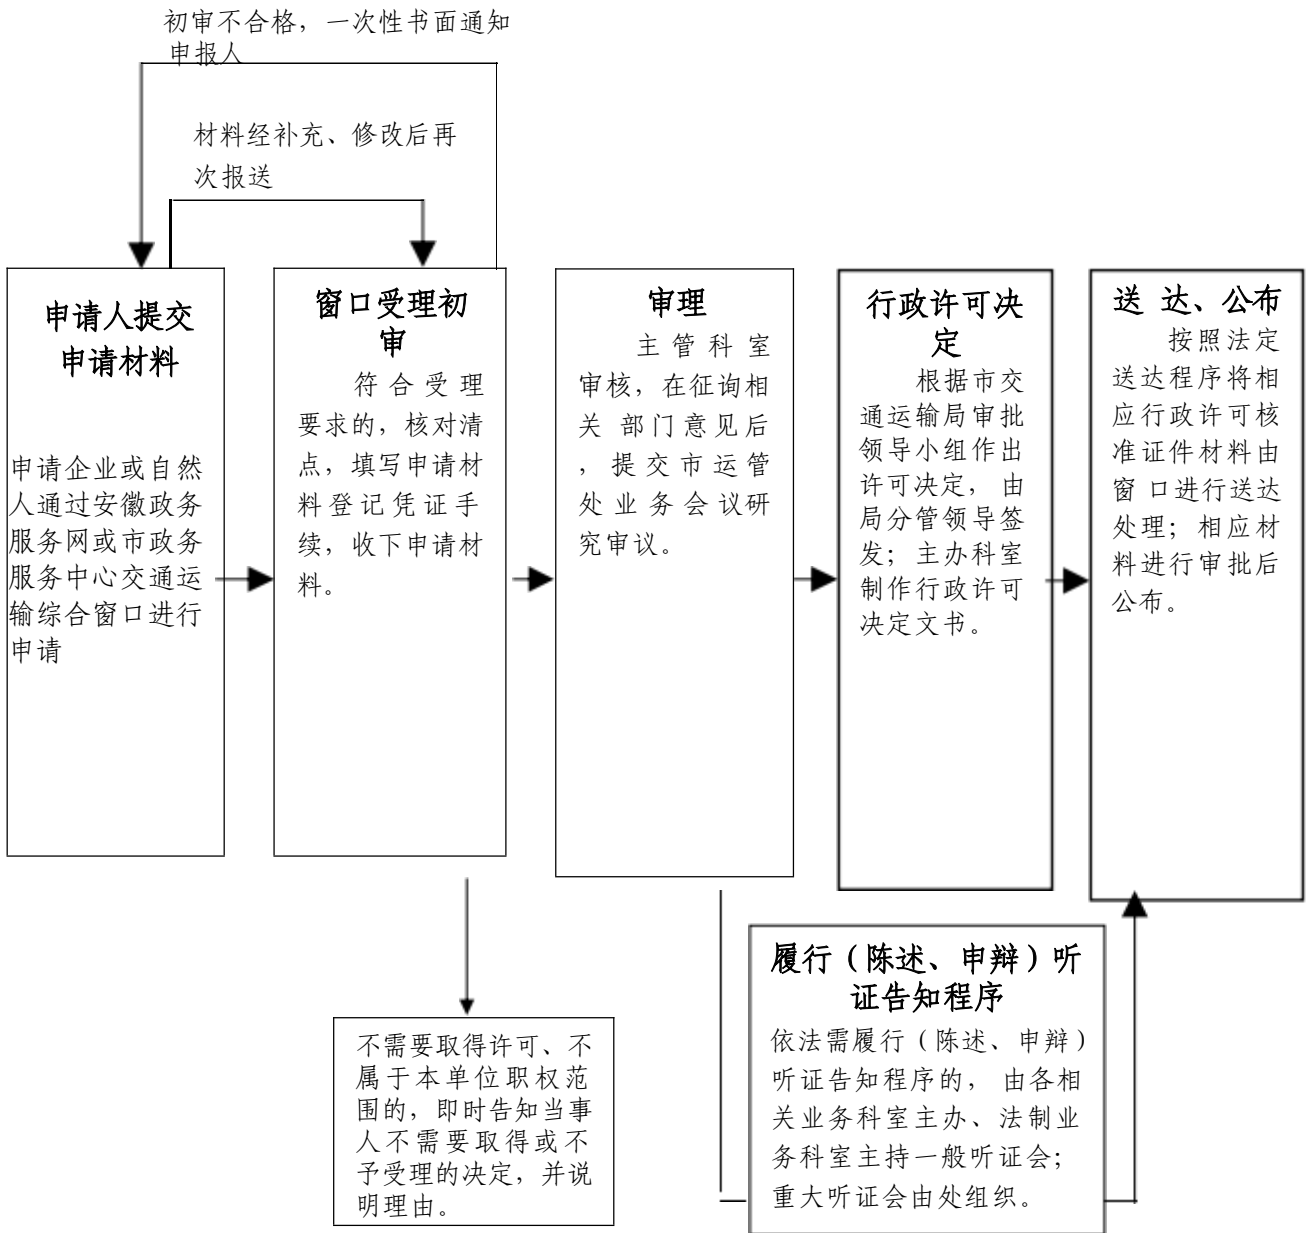 初审不合格，一次性书面通知
申报人
材料经补充、修改后再
次报送
申请人提交
申请材料
申请企业或自然
人通过安徽政务
服务网或市政务
服务中心交通运
输综合窗口进行
申请
窗口受理初
审
符合受理
要求的，核对清
点，填写申请材
料登记凭证手
续，收下申请材
料。
审理
主管科室
审核，在征询相
关 部门意见后
，提交市运管
处业务会议研
究审议。
行政许可决
定
根据市交
通运输局审批
领导小组作出
许可决定， 由
局分管领导签
发；主办科室
制作行政许可
决定文书。
送 达、公布
按照法定
送达程序将相
应行政许可核
准证件材料由
窗 口进行送达
处理；相应材
料进行审批后
公布。
不需要取得许可、不
属于本单位职权范
围的，即时告知当事
人不需要取得或不
予受理的决定，并说
明理由。
履行（陈述、申辩）听
证告知程序
依法需履行（陈述、申辩）
听证告知程序的， 由各相
关业务科室主办、法制业
务科室主持一般听证会；
重大听证会由处组织。